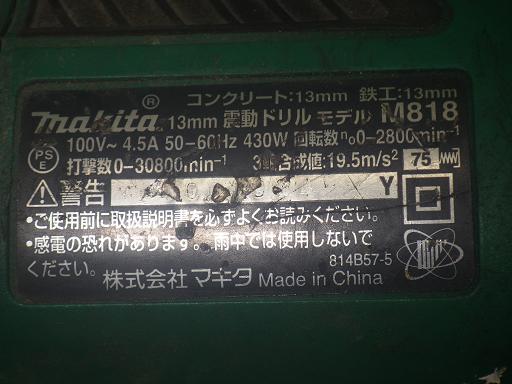 コンクリート:13mm 鉄工:13mm
makita® 13mm 震動ドリル モデル M818
PSE 100V~ 4.5A 50-60Hz 430W 回転数 n₀0-2800min⁻¹
打撃数0-30800min⁻¹ 合成値:19.5m/s² 75
警告 Y
・ご使用前に取扱説明書を必ずよくお読みください。
・感電の恐れがあります。雨中では使用しないで
ください。
814B57-5
株式会社 マキタ Made in China